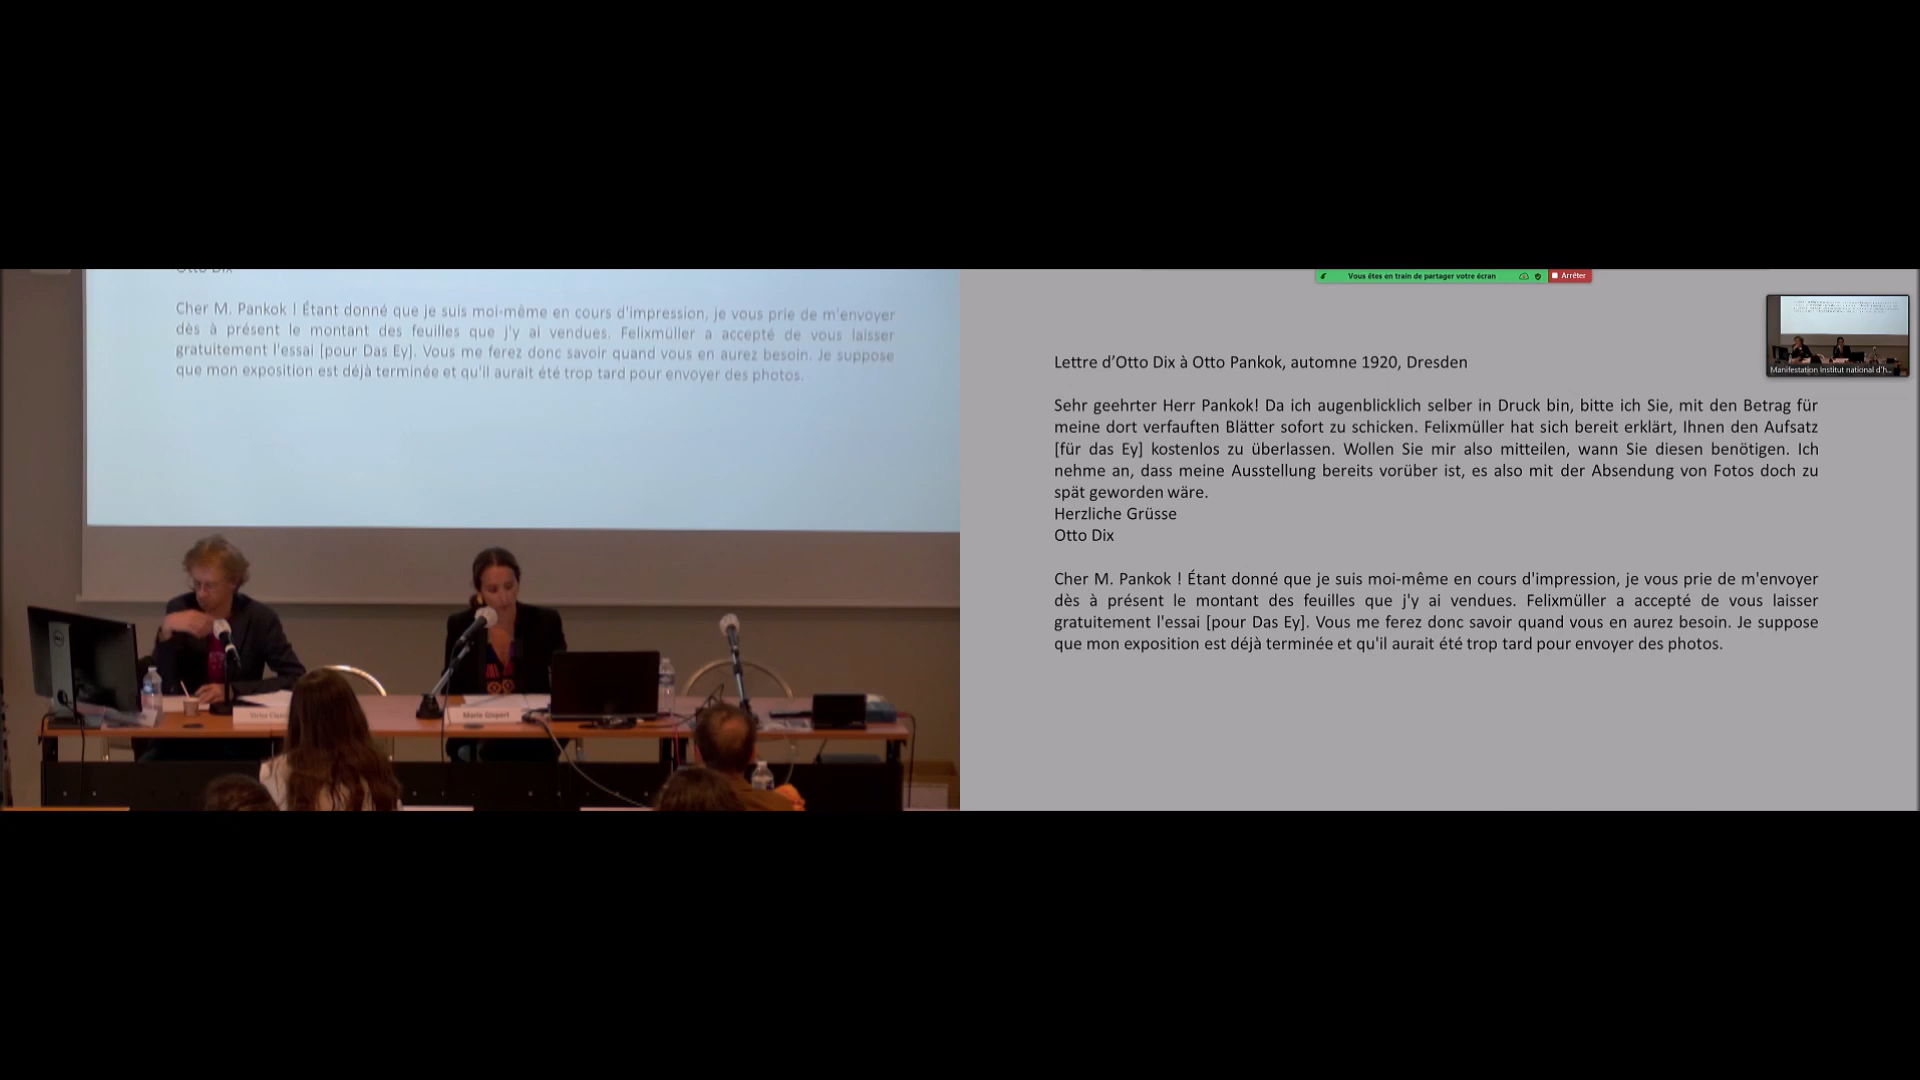 Otto Dix
Cher M. Pankok ! Étant donné que je suis moi-même en cours d'impression, je vous prie de m'envoyer
dès à présent le montant des feuilles que j'y ai vendues. Felixmüller a accepté de vous laisser
gratuitement l'essai [pour Das Ey]. Vous me ferez donc savoir quand vous en aurez besoin. Je suppose
que mon exposition est déjà terminée et qu'il aurait été trop tard pour envoyer des photos.
DELL
Victor
Marie Gispert
Vous êtes en train de partager votre écran
Arrêter
Manifestation Institut national d'h...
Lettre d’Otto Dix à Otto Pankok, automne 1920, Dresden
Sehr geehrter Herr Pankok! Da ich augenblicklich selber in Druck bin, bitte ich Sie, mit den Betrag für
meine dort verfauften Blätter sofort zu schicken. Felixmüller hat sich bereit erklärt, Ihnen den Aufsatz
[für das Ey] kostenlos zu überlassen. Wollen Sie mir also mitteilen, wann Sie diesen benötigen. Ich
nehme an, dass meine Ausstellung bereits vorüber ist, es also mit der Absendung von Fotos doch zu
spät geworden wäre.
Herzliche Grüsse
Otto Dix
Cher M. Pankok ! Étant donné que je suis moi-même en cours d'impression, je vous prie de m'envoyer
dès à présent le montant des feuilles que j'y ai vendues. Felixmüller a accepté de vous laisser
gratuitement l'essai [pour Das Ey]. Vous me ferez donc savoir quand vous en aurez besoin. Je suppose
que mon exposition est déjà terminée et qu'il aurait été trop tard pour envoyer des photos.